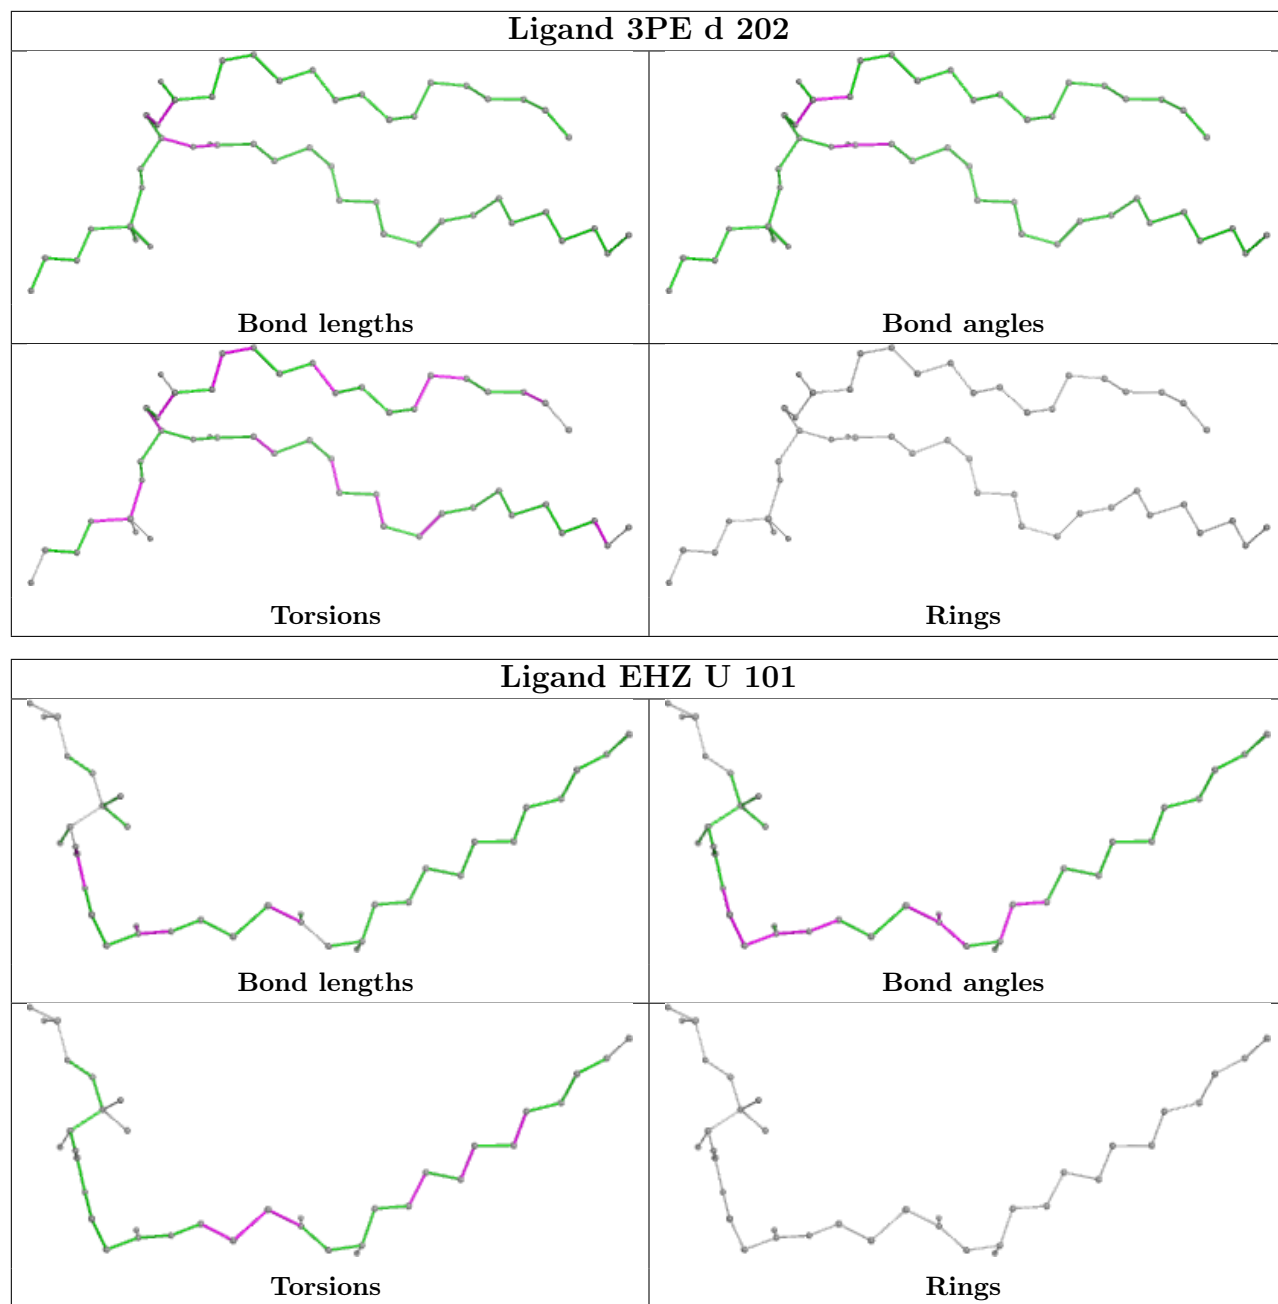 Ligand 3PE d 202
Bond lengths
Bond angles
Torsions
Rings
Ligand EHZ U 101
Bond lengths
Bond angles
Torsions
Rings